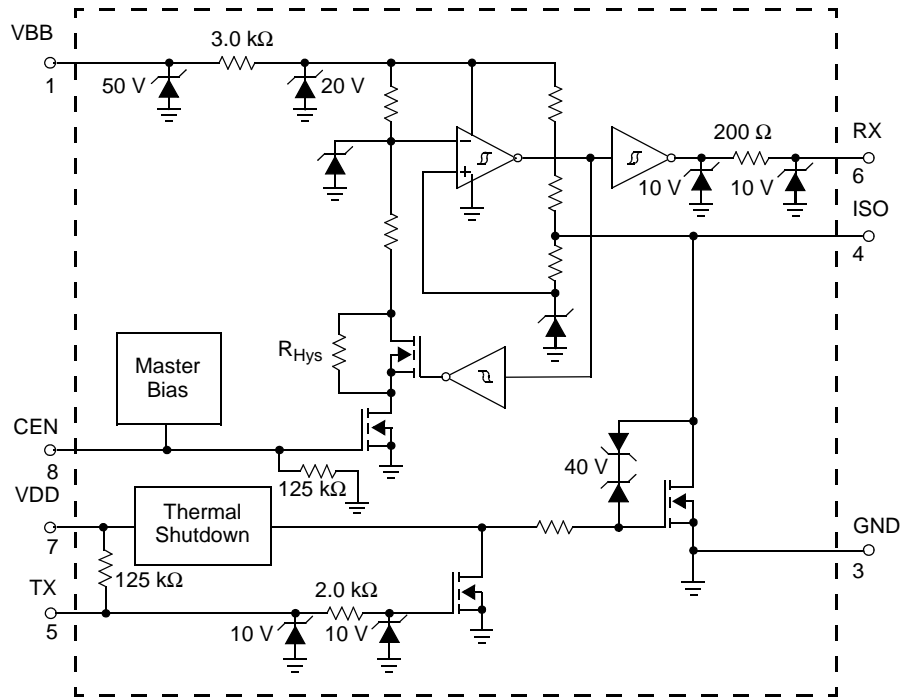 VBB
1
3.0 kΩ
50 V
20 V
200 Ω
RX
6
10 V
10 V
ISO
4
RHys
Master
Bias
CEN
8
125 kΩ
40 V
VDD
7
Thermal
Shutdown
GND
3
125 kΩ
TX
5
2.0 kΩ
10 V
10 V
−
+